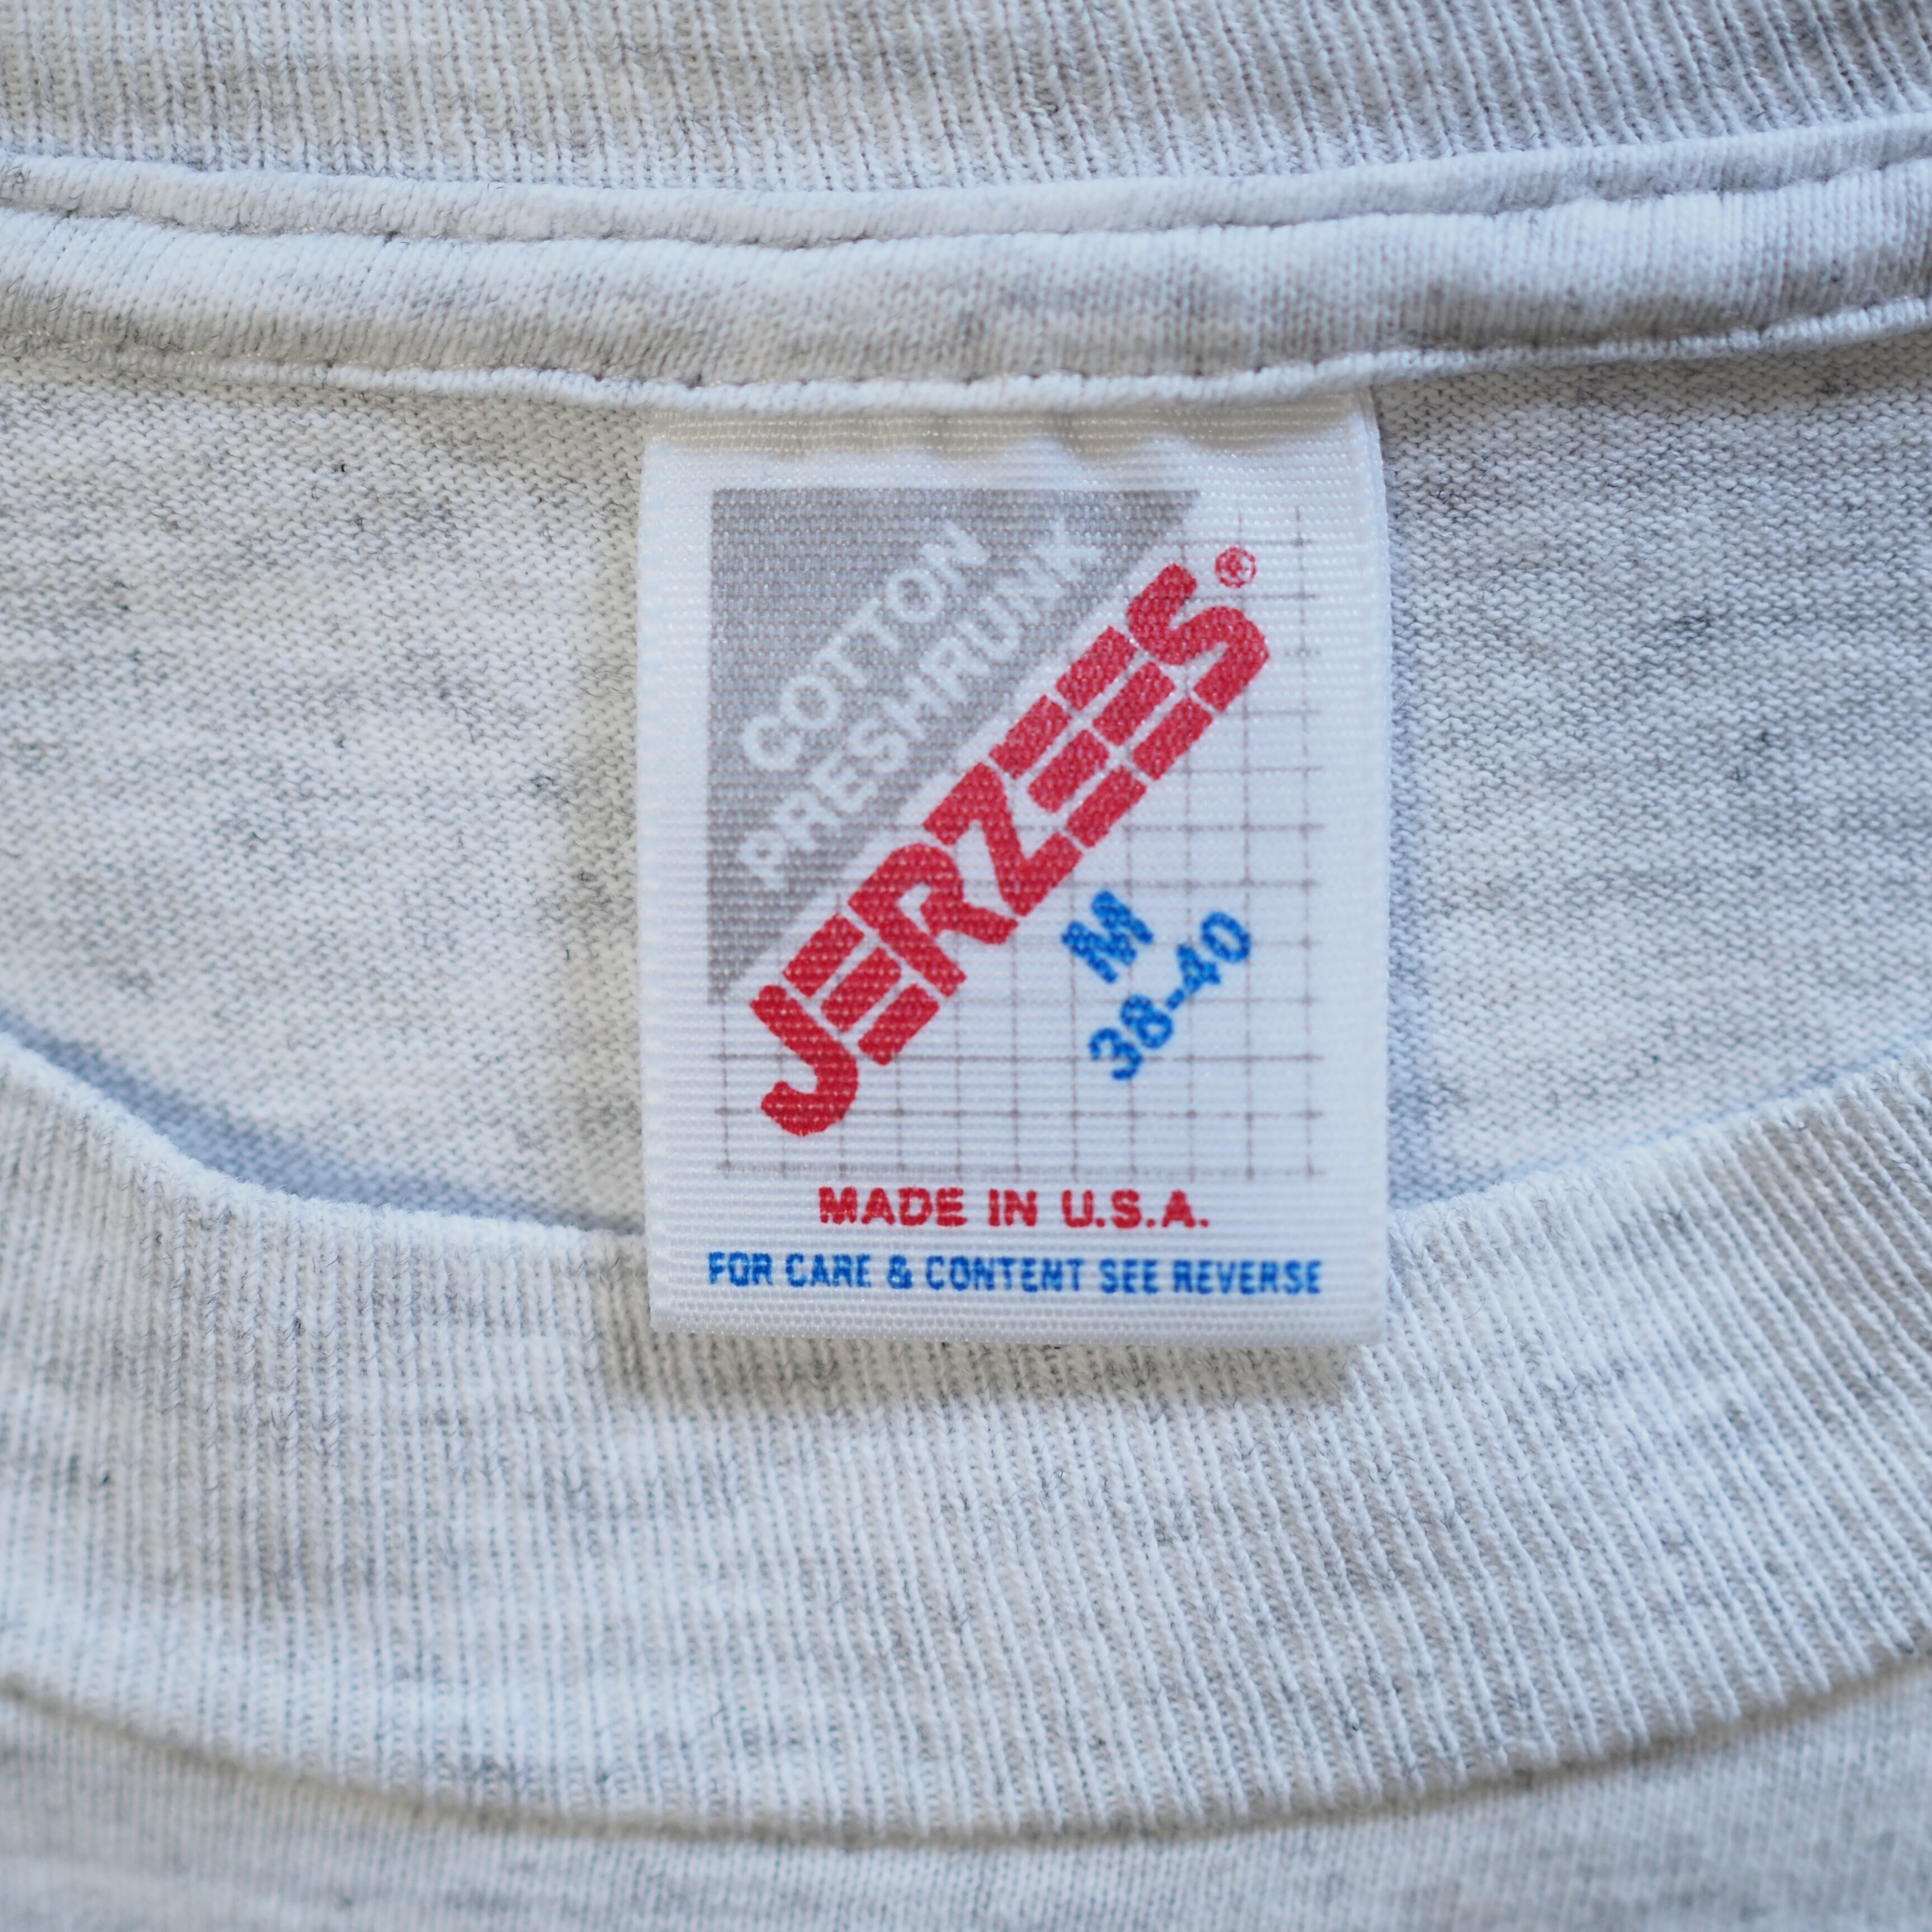 COTTON
PRESHRUNK
JERZEES®
M
38-40
MADE IN U.S.A.
FOR CARE & CONTENT SEE REVERSE